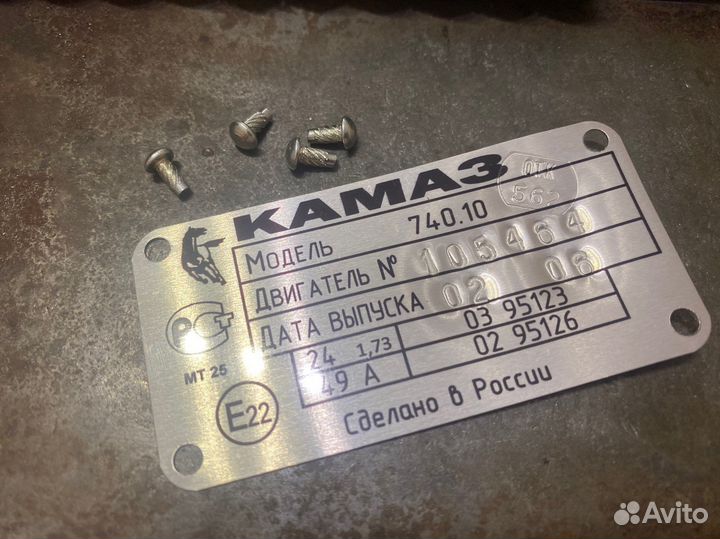 КАМАЗ
ОТК
МОДЕЛЬ 740.10
ДВИГАТЕЛЬ № 105464
ДАТА ВЫПУСКА 02 06
24 1,73 03 95123
49 А 02 95126
Сделано в России
РСТ
МТ 25
E22
Avito